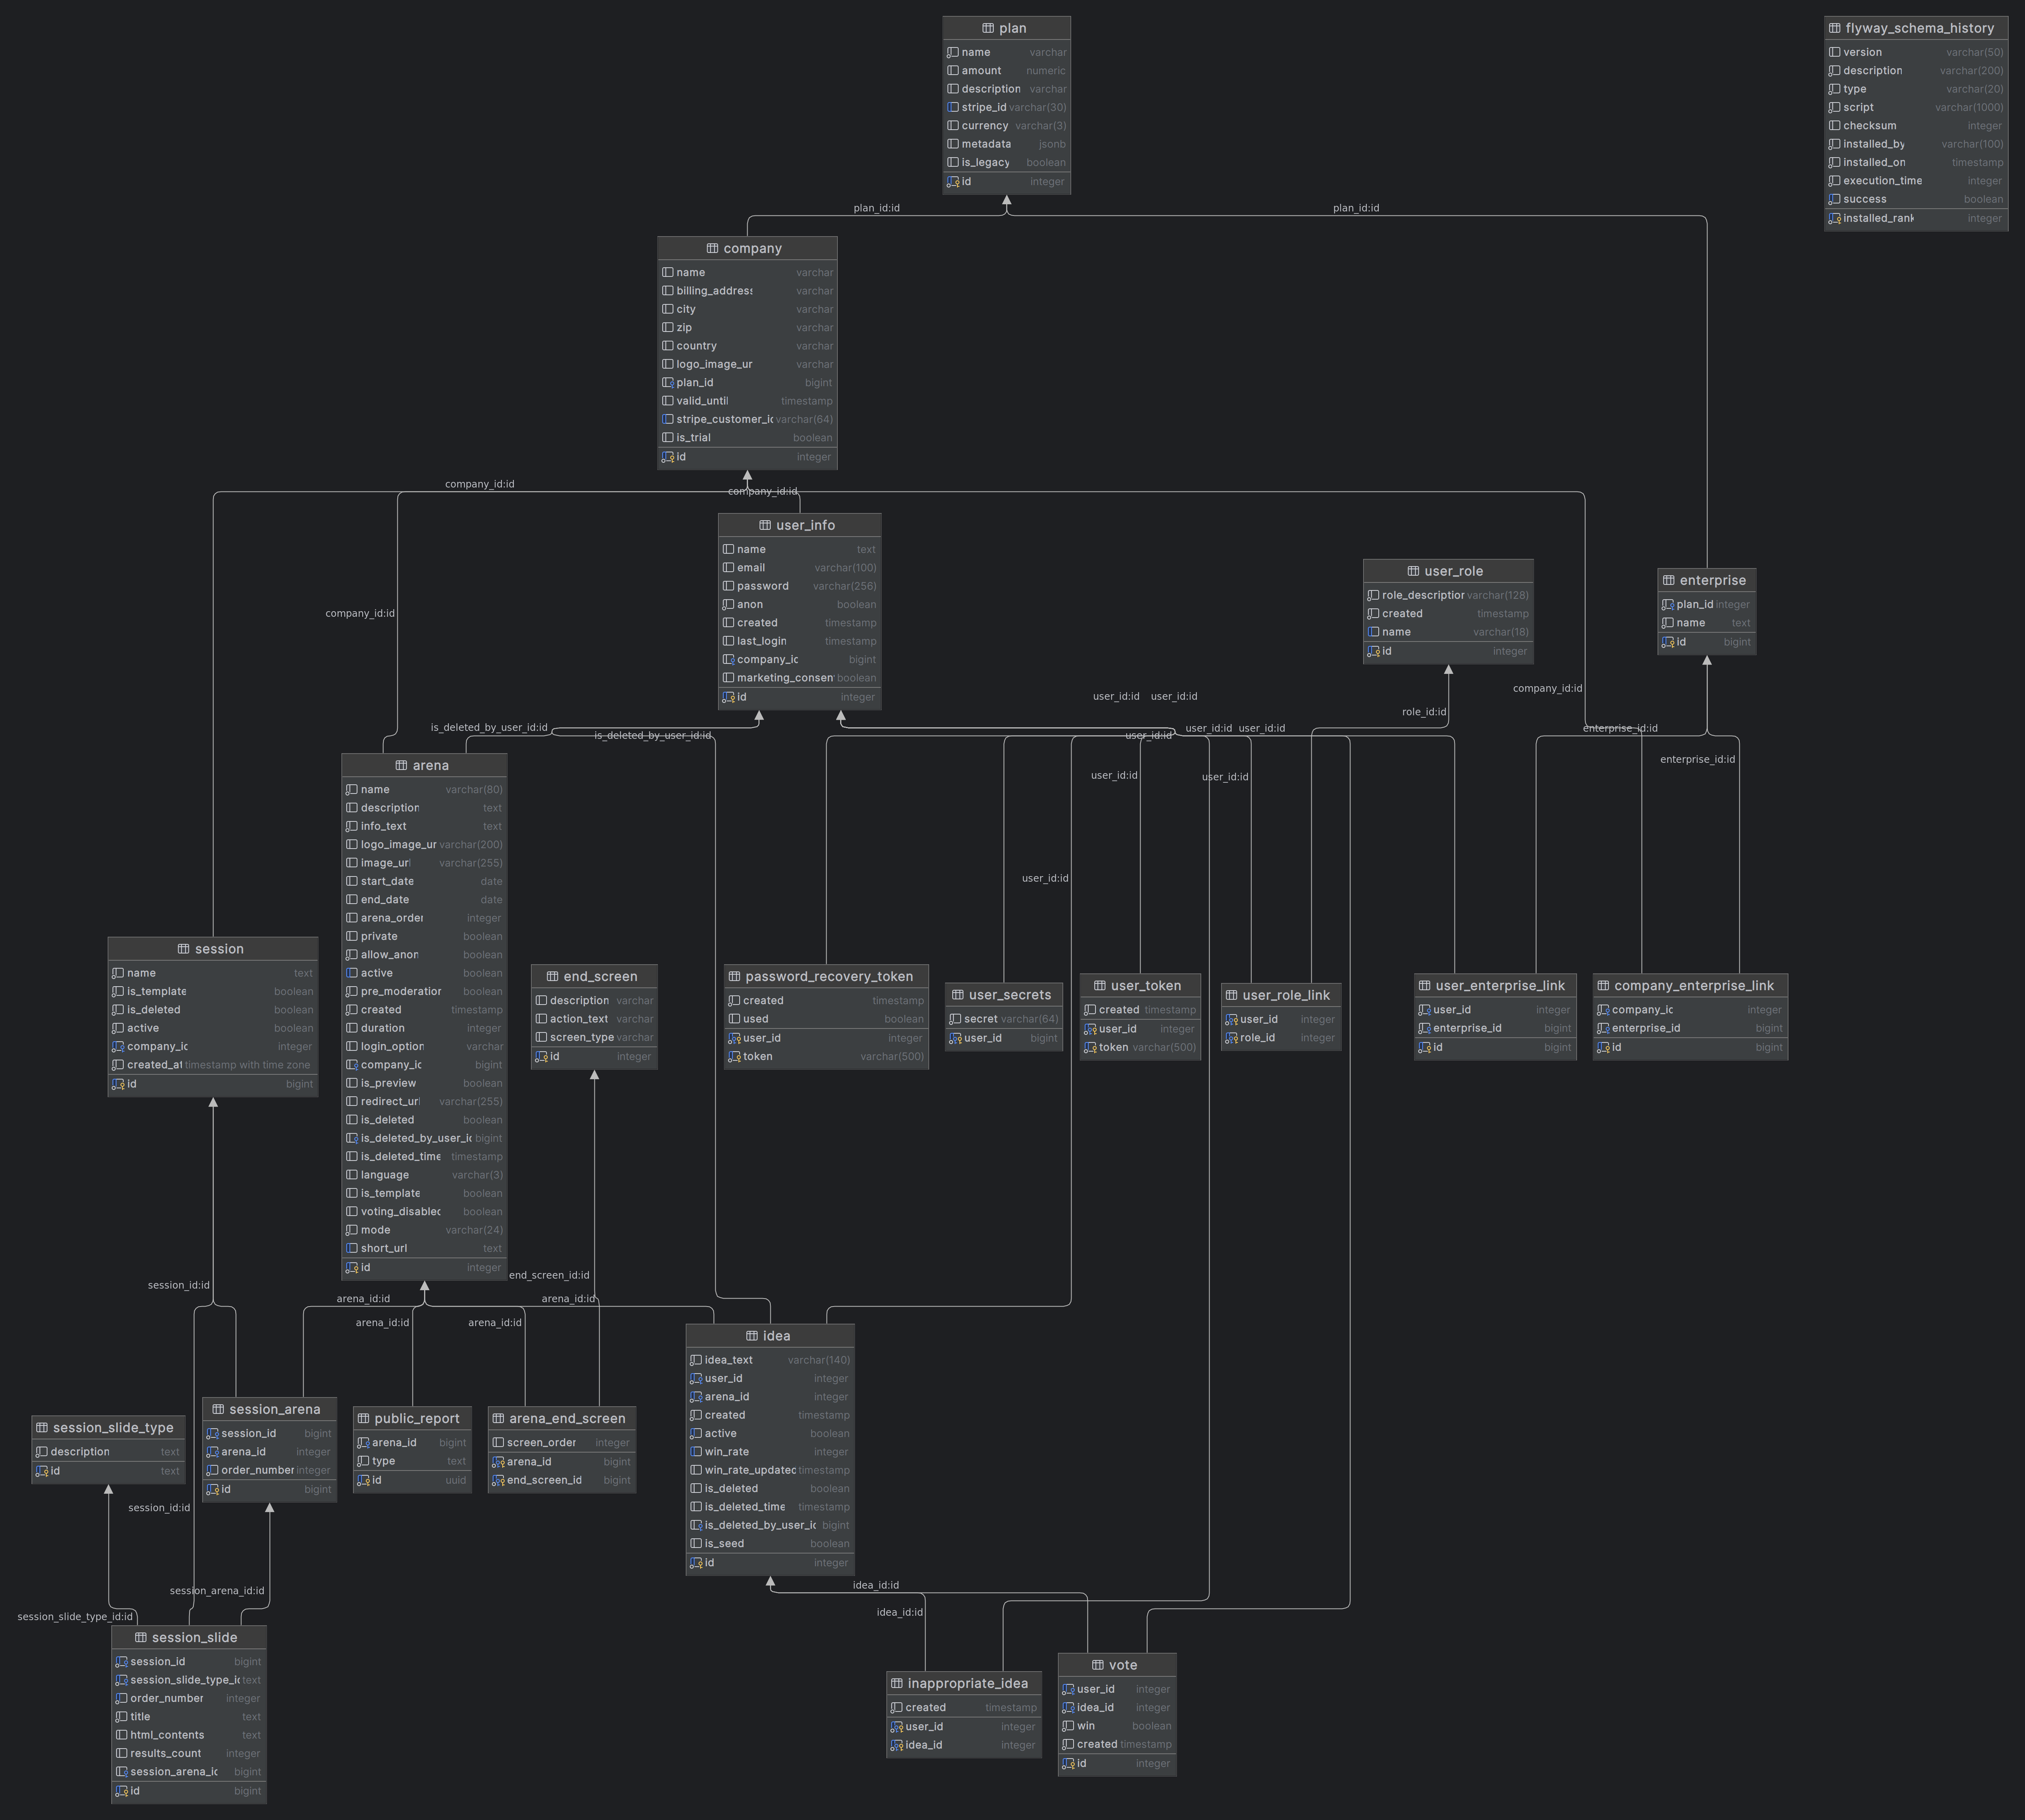 plan
name varchar
amount numeric
description varchar
stripe_id varchar(30)
currency varchar(3)
metadata jsonb
is_legacy boolean
id integer
flyway_schema_history
version varchar(50)
description varchar(200)
type varchar(20)
script varchar(1000)
checksum integer
installed_by varchar(100)
installed_on timestamp
execution_time integer
success boolean
installed_rank integer
plan_id:id
plan_id:id
company
name varchar
billing_address varchar
city varchar
zip varchar
country varchar
logo_image_ur varchar
plan_id bigint
valid_until timestamp
stripe_customer_ic varchar(64)
is_trial boolean
id integer
company_id:id
company_id:id
user_info
name text
email varchar(100)
password varchar(256)
anon boolean
created timestamp
last_login timestamp
company_ic bigint
marketing_consen boolean
id integer
user_role
role_description varchar(128)
created timestamp
name varchar(18)
id integer
enterprise
plan_id integer
name text
id bigint
company_id:id
company_id:id
user_id:id user_id:id
role_id:id
is_deleted_by_user_id:id
is_deleted_by_user_id:id
user_id:id user_id:id
user_id:id
enterprise_id:id
enterprise_id:id
user_id:id
user_id:id
user_id:id
arena
name varchar(80)
description text
info_text text
logo_image_ur varchar(200)
image_url varchar(255)
start_date date
end_date date
arena_order integer
private boolean
allow_anon boolean
active boolean
pre_moderation boolean
created timestamp
duration integer
login_option varchar
company_ic bigint
is_preview boolean
redirect_url varchar(255)
is_deleted boolean
is_deleted_by_user_ic bigint
is_deleted_time timestamp
language varchar(3)
is_template boolean
voting_disabled boolean
mode varchar(24)
short_url text
id integer
session
name text
is_template boolean
is_deleted boolean
active boolean
company_ic integer
created_at timestamp with time zone
id bigint
end_screen
description varchar
action_text varchar
screen_type varchar
id integer
password_recovery_token
created timestamp
used boolean
user_id integer
token varchar(500)
user_secrets
secret varchar(64)
user_id bigint
user_token
created timestamp
user_id integer
token varchar(500)
user_role_link
user_id integer
role_id integer
user_enterprise_link
user_id integer
enterprise_id bigint
id bigint
company_enterprise_link
company_ic integer
enterprise_id bigint
id bigint
session_id:id
end_screen_id:id
arena_id:id
arena_id:id
arena_id:id
arena_id:id
idea
idea_text varchar(140)
user_id integer
arena_id integer
created timestamp
active boolean
win_rate integer
win_rate_updated timestamp
is_deleted boolean
is_deleted_time timestamp
is_deleted_by_user_ic bigint
is_seed boolean
id integer
session_slide_type
description text
id text
session_arena
session_id bigint
arena_id integer
order_number integer
id bigint
public_report
arena_id bigint
type text
id uuid
arena_end_screen
screen_order integer
arena_id bigint
end_screen_id bigint
session_id:id
session_arena_id:id
session_slide_type_id:id
idea_id:id
idea_id:id
session_slide
session_id bigint
session_slide_type_ic text
order_number integer
title text
html_contents text
results_count integer
session_arena_ic bigint
id bigint
inappropriate_idea
created timestamp
user_id integer
idea_id integer
vote
user_id integer
idea_id integer
win boolean
created timestamp
id integer